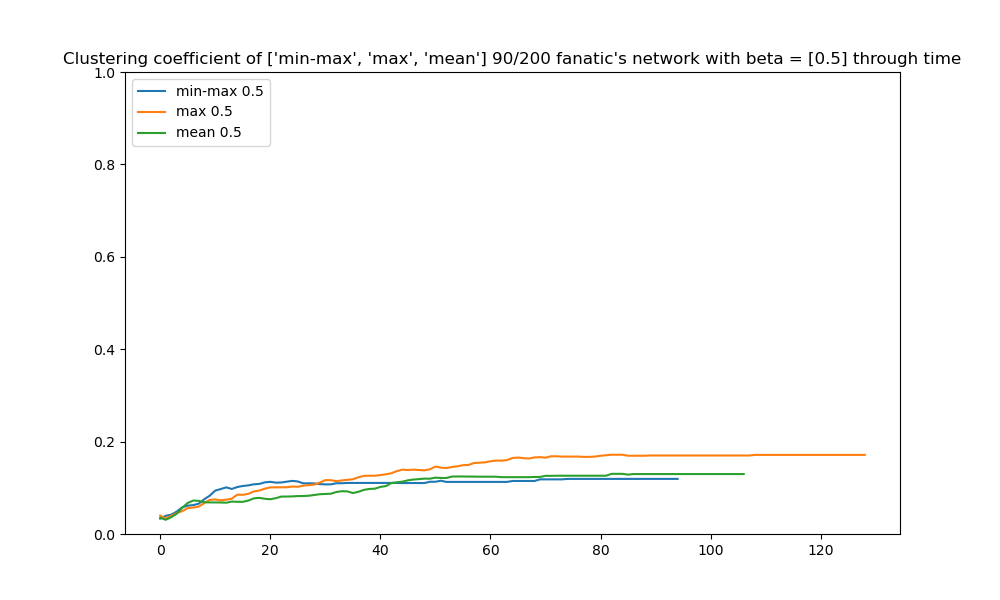 Clustering coefficient of ['min-max', 'max', 'mean'] 90/200 fanatic's network with beta = [0.5] through time
1.0
min-max 0.5
max 0.5
mean 0.5
0.8
0.6
0.4
0.2
0.0
0 20 40 60 80 100 120